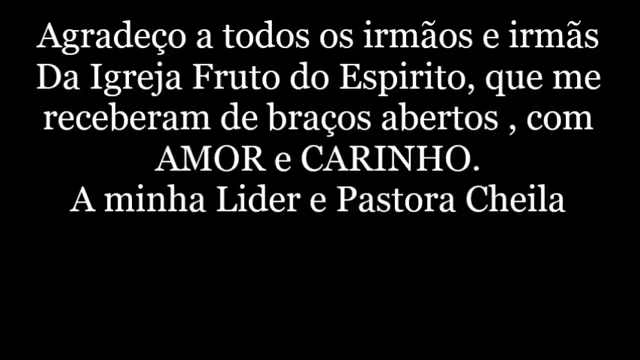 Agradeço a todos os irmãos e irmãs
Da Igreja Fruto do Espirito, que me
receberam de braços abertos , com
AMOR e CARINHO.
A minha Lider e Pastora Cheila